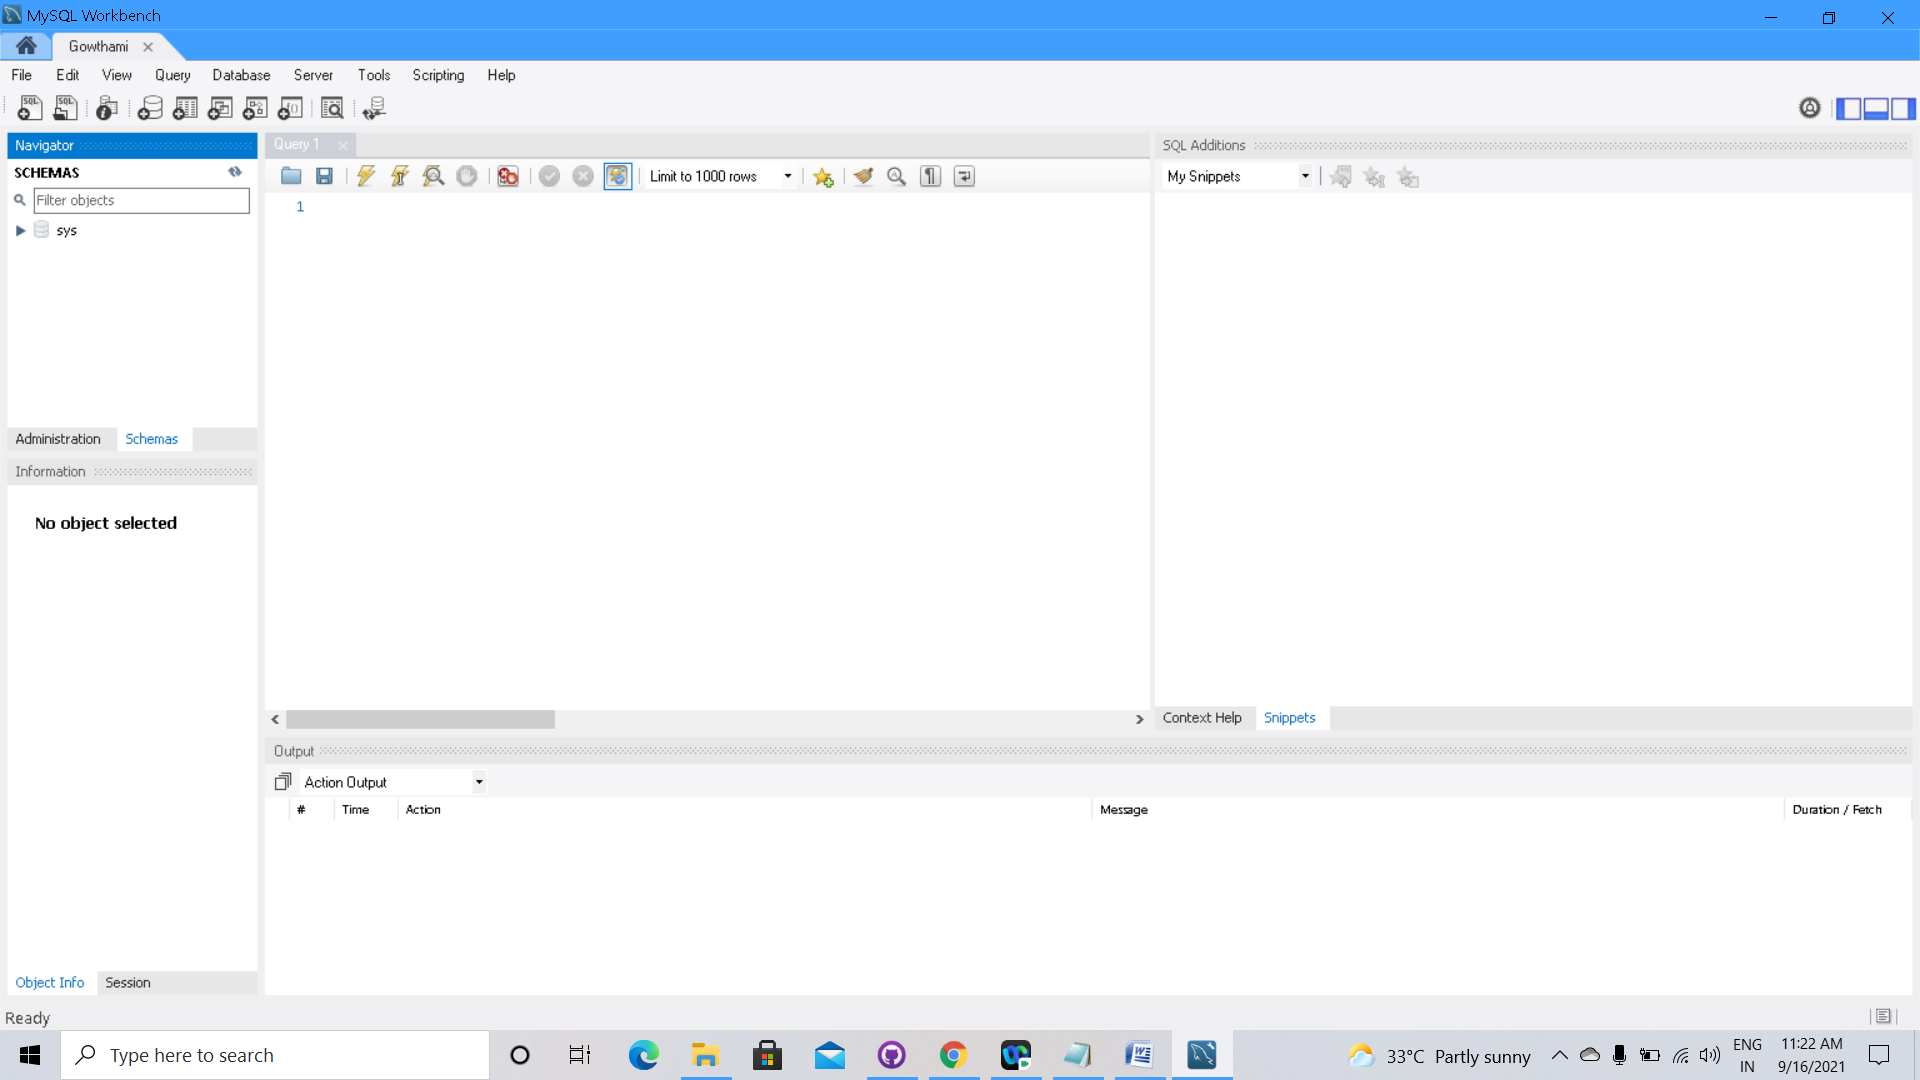 MySQL Workbench
Gowthami
File Edit View Query Database Server Tools Scripting Help
Navigator
SCHEMAS
Filter objects
sys
Administration Schemas
Information
No object selected
Object Info Session
Query 1
Limit to 1000 rows
1
SQL Additions
My Snippets
Context Help Snippets
Output
Action Output
# Time Action Message Duration / Fetch
Ready
Type here to search
33°C Partly sunny
ENG
IN
11:22 AM
9/16/2021